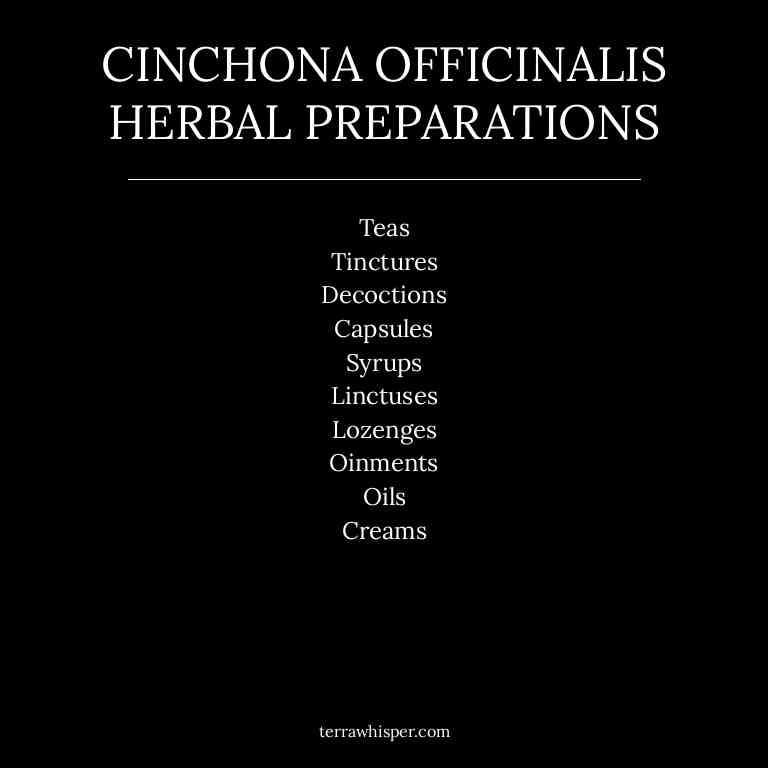 CINCHONA OFFICINALIS
HERBAL PREPARATIONS
Teas
Tinctures
Decoctions
Capsules
Syrups
Linctuses
Lozenges
Oinments
Oils
Creams
terrawhisper.com